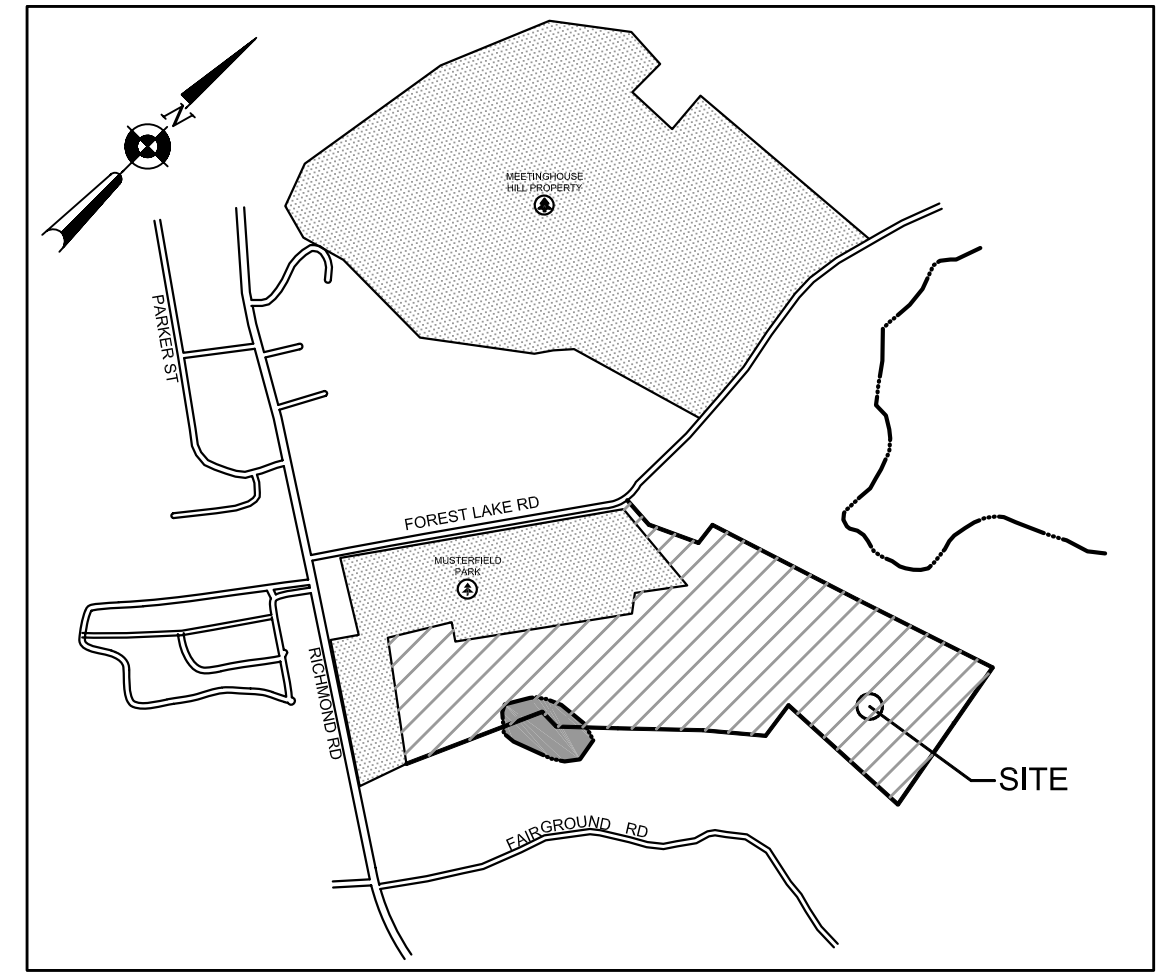 N
MEETINGHOUSE
HILL PROPERTY
PARKER ST
FOREST LAKE RD
MUSTERFIELD
PARK
RICHMOND RD
SITE
FAIRGROUND RD